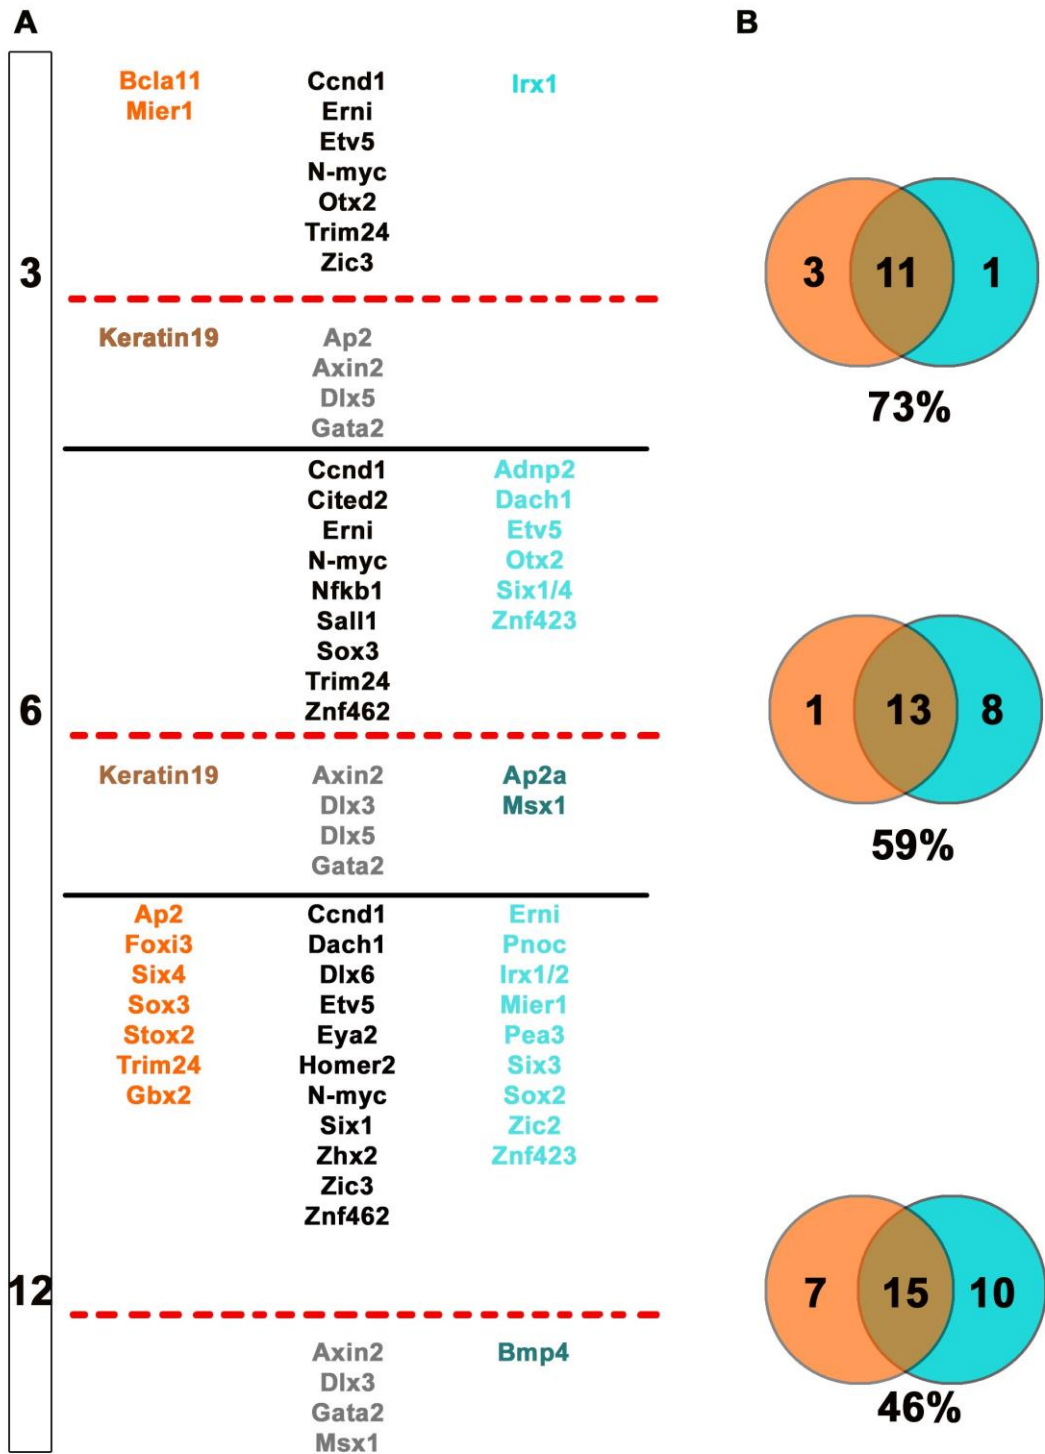 A
B
Bcla11 Ccnd1 Irx1
Mier1 Erni
Etv5
N-myc
Otx2
Trim24
Zic3
3
3 11 1
Keratin19 Ap2
Axin2
Dlx5
Gata2
73%
Ccnd1 Adnp2
Cited2 Dach1
Erni Etv5
N-myc Otx2
Nfkb1 Six1/4
Sall1 Znf423
Sox3
Trim24
Znf462
6
1 13 8
Keratin19 Axin2 Ap2a
Dlx3 Msx1
Dlx5
Gata2
59%
Ap2 Ccnd1 Erni
Foxi3 Dach1 Pnoc
Six4 Dlx6 Irx1/2
Sox3 Etv5 Mier1
Stox2 Eya2 Pea3
Trim24 Homer2 Six3
Gbx2 N-myc Sox2
Six1 Zic2
Zhx2 Znf423
Zic3
Znf462
12
7 15 10
Axin2 Bmp4
Dlx3
Gata2
Msx1
46%